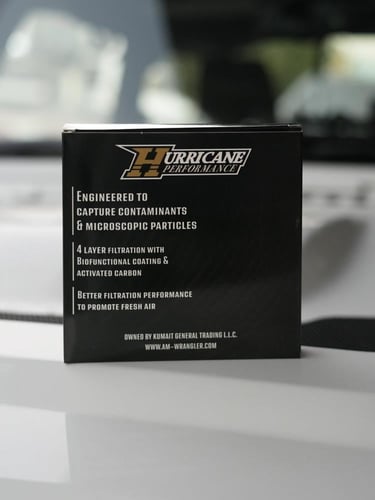 HURRICANE
PERFORMANCE
ENGINEERED TO
CAPTURE CONTAMINANTS
& MICROSCOPIC PARTICLES
4 LAYER FILTRATION WITH
BIOFUNCTIONAL COATING &
ACTIVATED CARBON
BETTER FILTRATION PERFORMANCE
TO PROMOTE FRESH AIR
OWNED BY KUMAIT GENERAL TRADING L.L.C.
WWW.AM-WRANGLER.COM